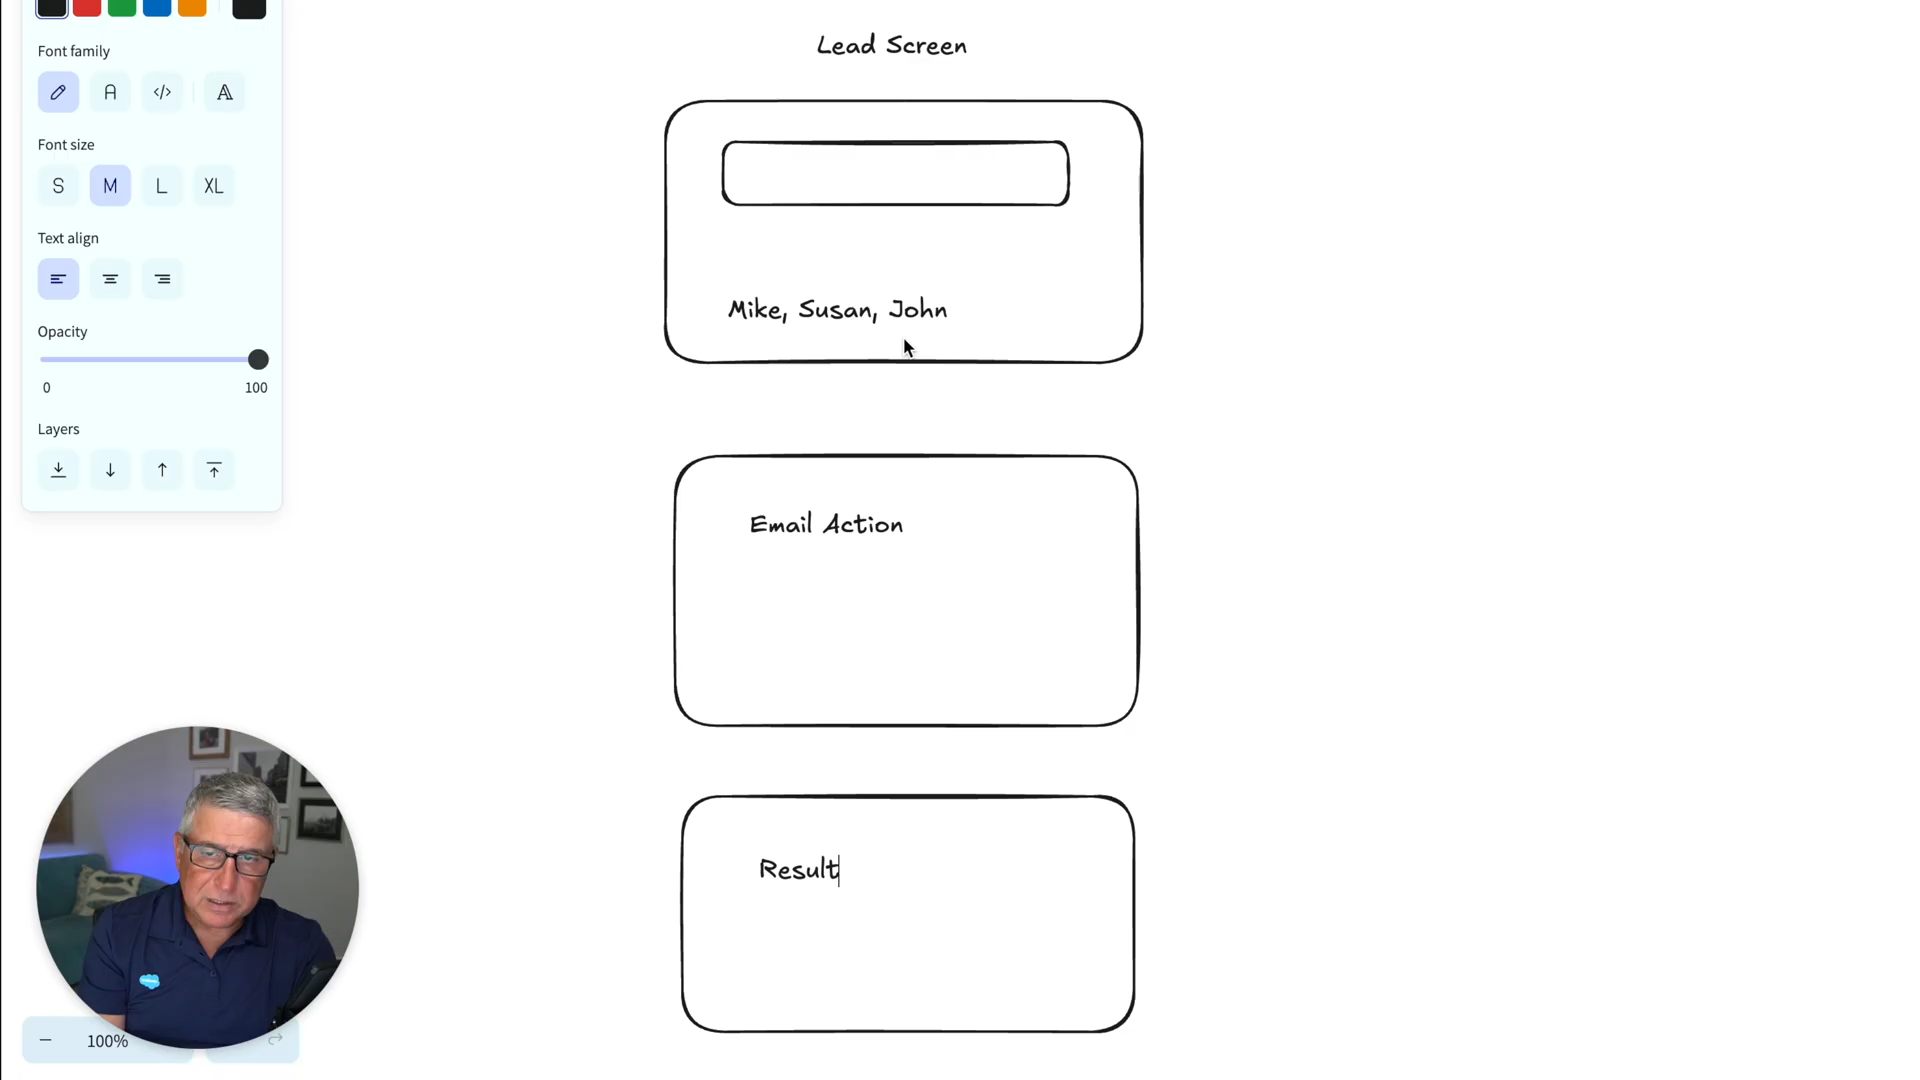 Font family
A
</>
A
Font size
S
M
L
XL
Text align
Opacity
0
100
Layers
100%
Lead Screen
Mike, Susan, John
Email Action
Result